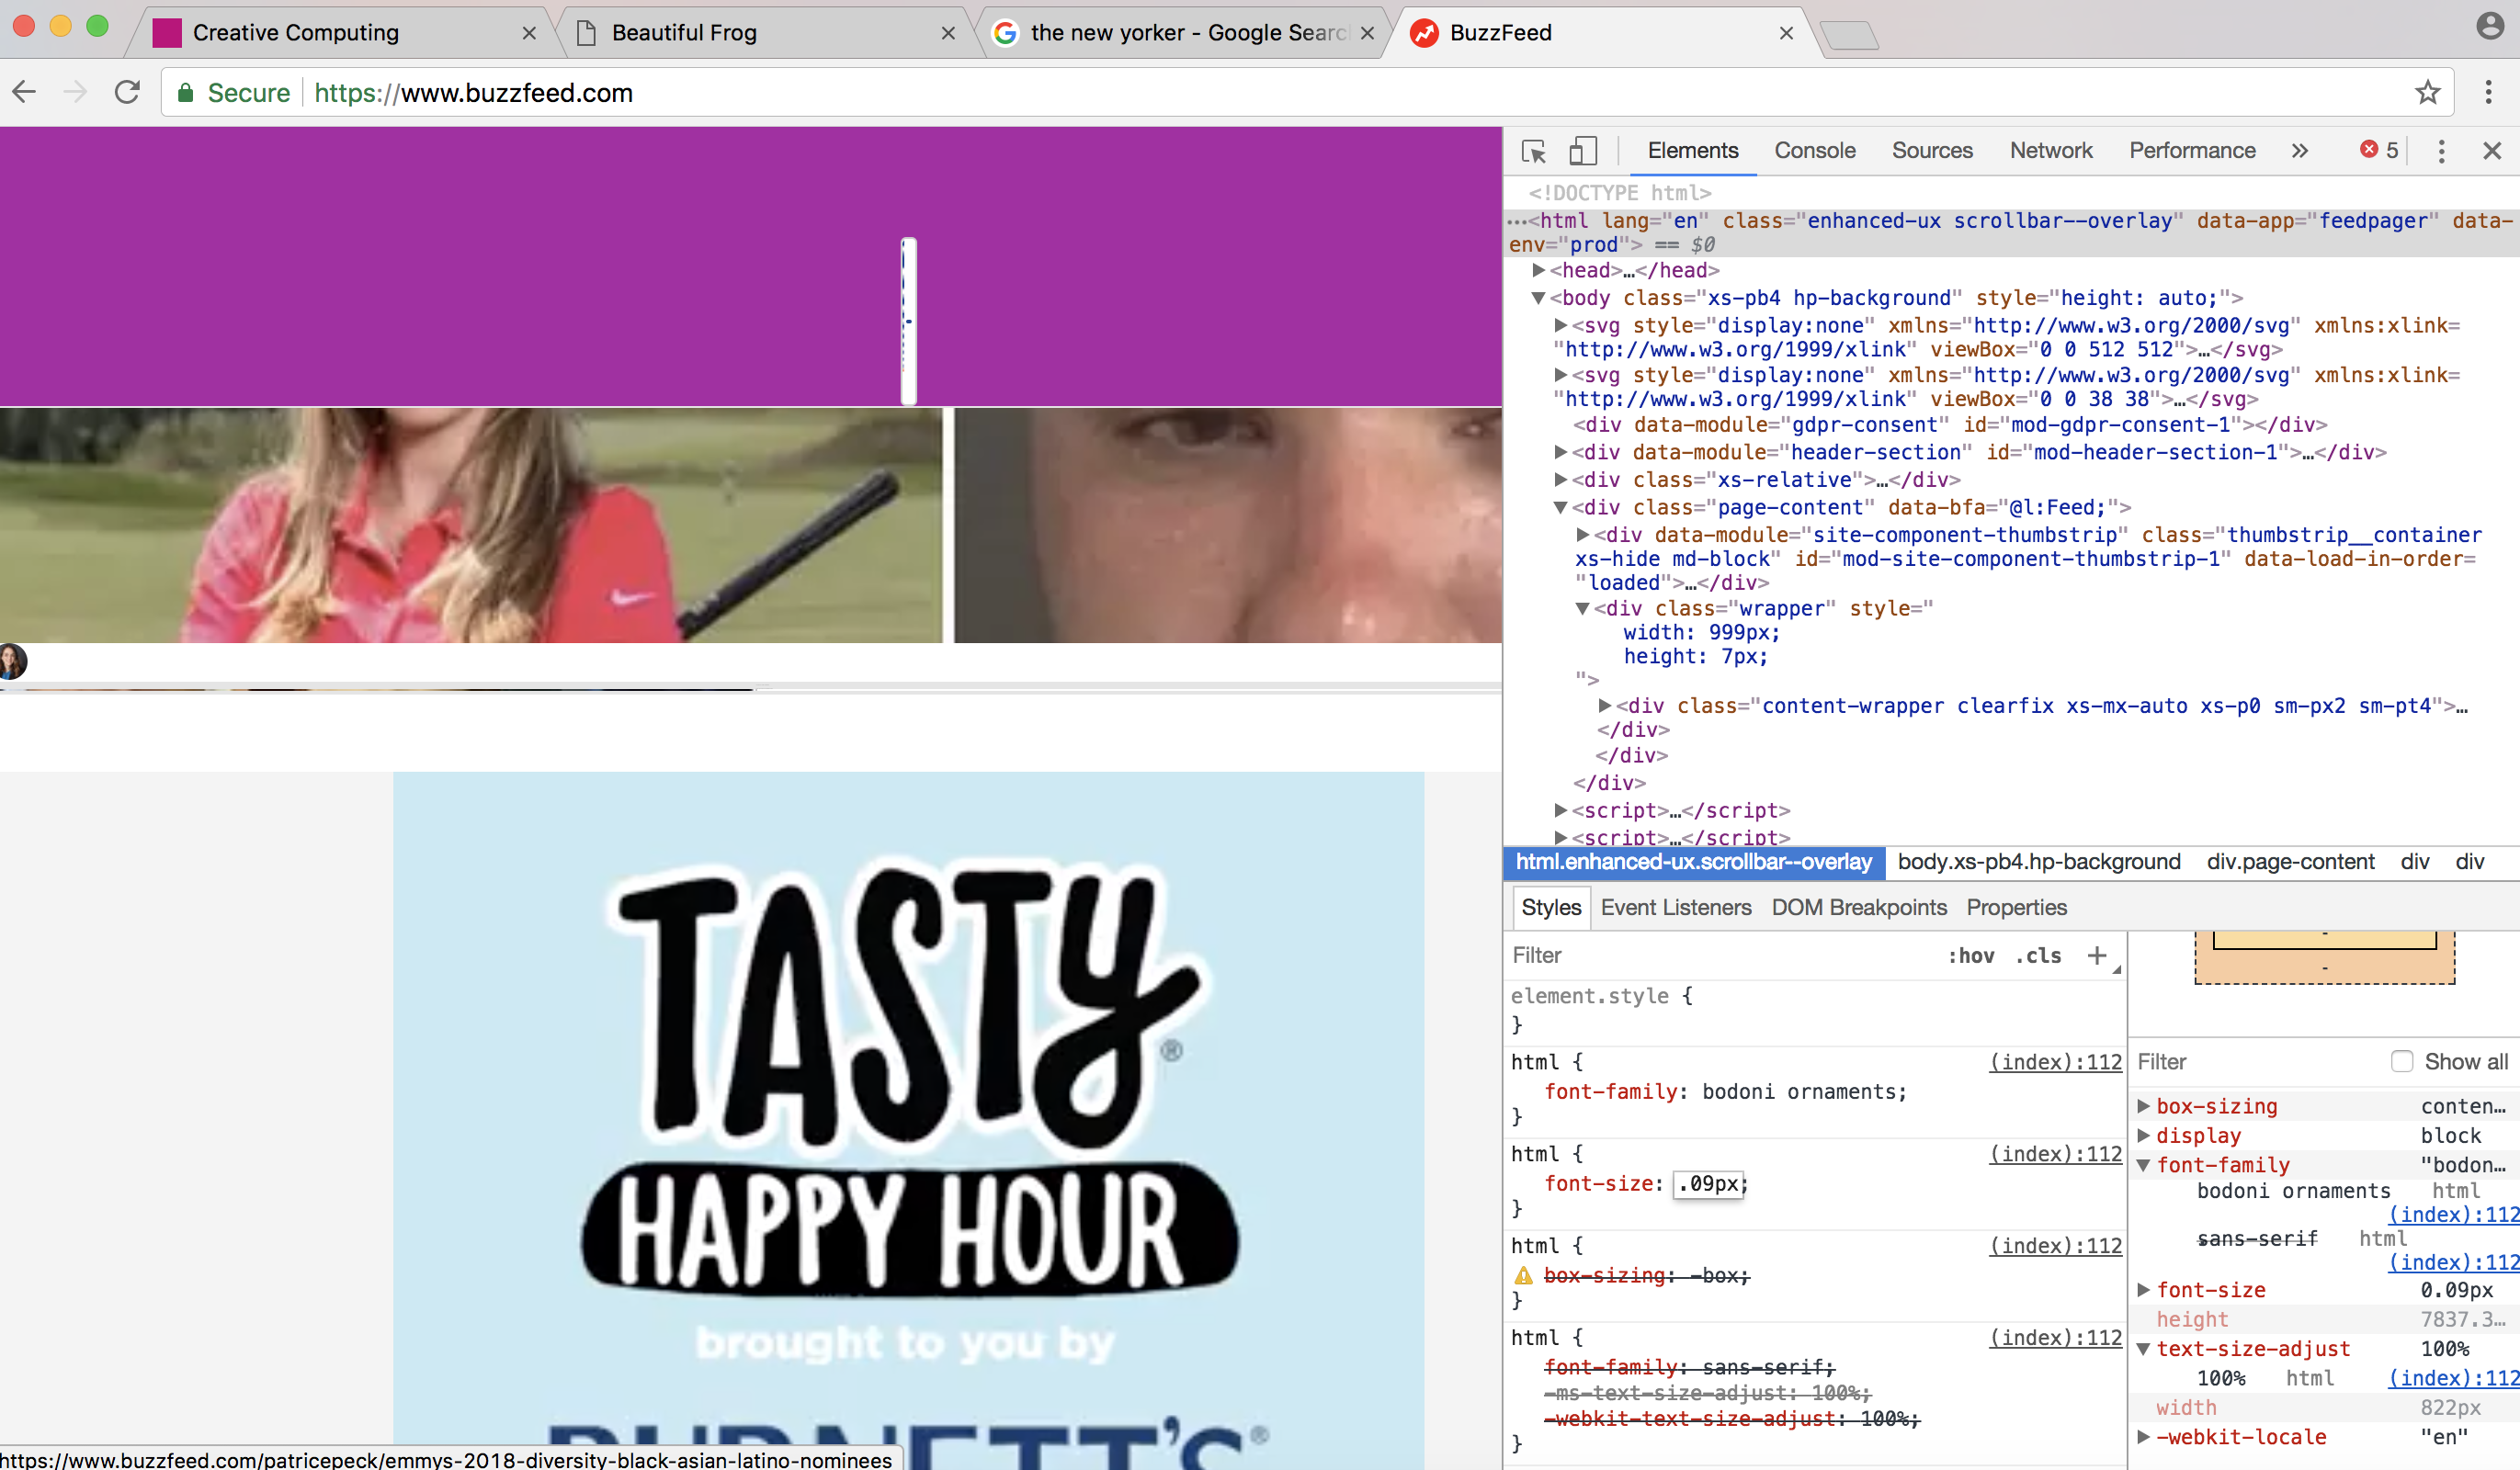 Creative Computing
Beautiful Frog
the new yorker - Google Searc
BuzzFeed
Secure https://www.buzzfeed.com
Elements Console Sources Network Performance » 5
<!DOCTYPE html>
…<html lang="en" class="enhanced-ux scrollbar--overlay" data-app="feedpager" data-
env="prod"> == $0
<head>…</head>
<body class="xs-pb4 hp-background" style="height: auto;">
<svg style="display:none" xmlns="http://www.w3.org/2000/svg" xmlns:xlink=
"http://www.w3.org/1999/xlink" viewBox="0 0 512 512">…</svg>
<svg style="display:none" xmlns="http://www.w3.org/2000/svg" xmlns:xlink=
"http://www.w3.org/1999/xlink" viewBox="0 0 38 38">…</svg>
<div data-module="gdpr-consent" id="mod-gdpr-consent-1"></div>
<div data-module="header-section" id="mod-header-section-1">…</div>
<div class="xs-relative">…</div>
<div class="page-content" data-bfa="@l:Feed;">
<div data-module="site-component-thumbstrip" class="thumbstrip__container
xs-hide md-block" id="mod-site-component-thumbstrip-1" data-load-in-order=
"loaded">…</div>
<div class="wrapper" style="
width: 999px;
height: 7px;
">
<div class="content-wrapper clearfix xs-mx-auto xs-p0 sm-px2 sm-pt4">…
</div>
</div>
</div>
<script>…</script>
<script>…</script>
html.enhanced-ux.scrollbar--overlay body.xs-pb4.hp-background div.page-content div div
Styles Event Listeners DOM Breakpoints Properties
Filter :hov .cls +
element.style {
}
html { (index):112
font-family: bodoni ornaments;
}
html { (index):112
font-size: .09px;
}
html { (index):112
box-sizing: -box;
}
html { (index):112
font-family: sans-serif;
-ms-text-size-adjust: 100%;
-webkit-text-size-adjust: 100%;
}
-
-
Filter Show all
box-sizing conten…
display block
font-family "bodon…
bodoni ornaments html
(index):112
sans-serif html
(index):112
font-size 0.09px
height 7837.3…
text-size-adjust 100%
100% html (index):112
width 822px
-webkit-locale "en"
TASTY®
HAPPY HOUR
brought to you by
BURNETT'S®
https://www.buzzfeed.com/patricepeck/emmys-2018-diversity-black-asian-latino-nominees